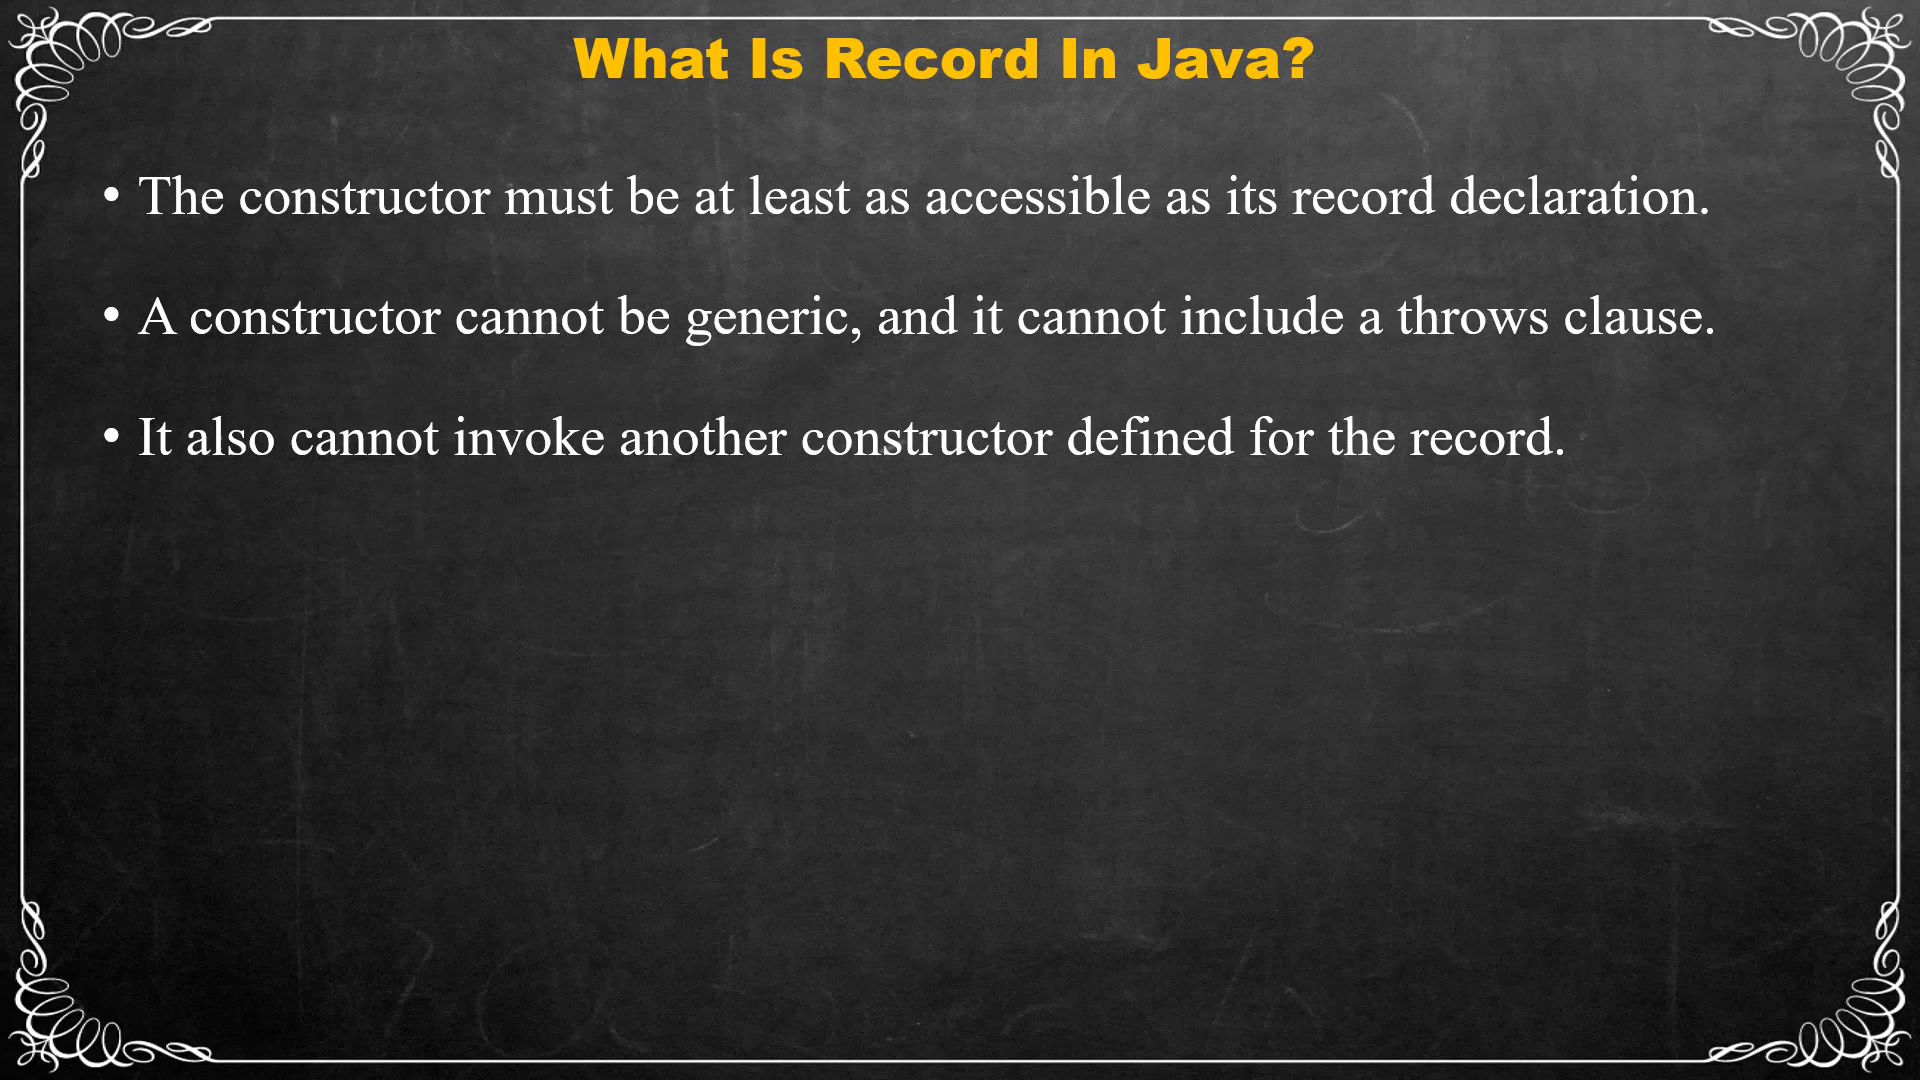 What Is Record In Java?
• The constructor must be at least as accessible as its record declaration.
• A constructor cannot be generic, and it cannot include a throws clause.
• It also cannot invoke another constructor defined for the record.